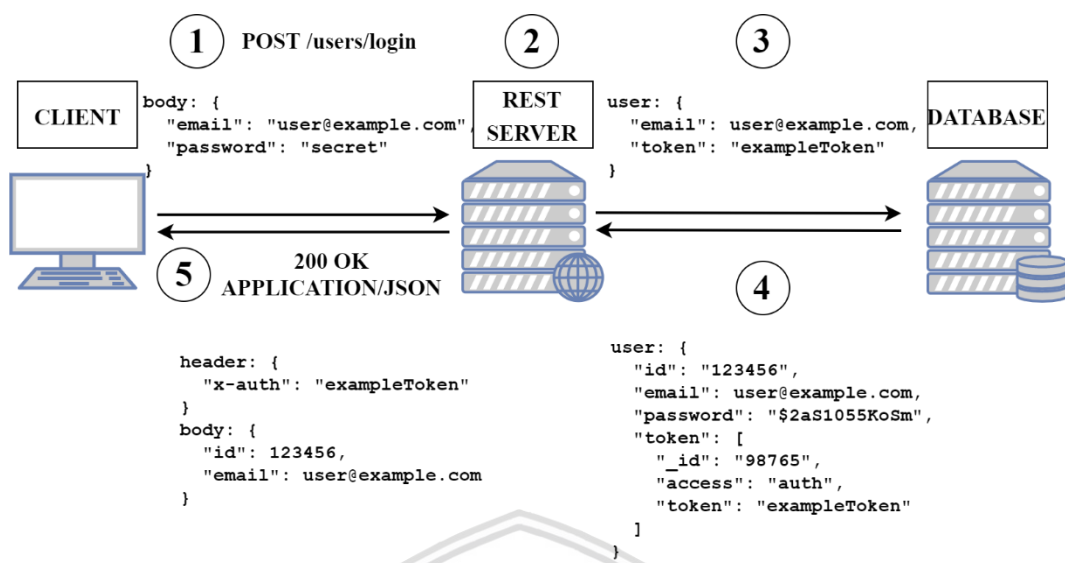 1
POST /users/login
2
3
CLIENT
body: {
"email": "user@example.com",
"password": "secret"
}
REST
SERVER
user: {
"email": user@example.com,
"token": "exampleToken"
}
DATABASE
5
200 OK
APPLICATION/JSON
4
header: {
"x-auth": "exampleToken"
}
body: {
"id": 123456,
"email": user@example.com
}
user: {
"id": "123456",
"email": user@example.com,
"password": "$2aS1055KoSm",
"token": [
"_id": "98765",
"access": "auth",
"token": "exampleToken"
]
}